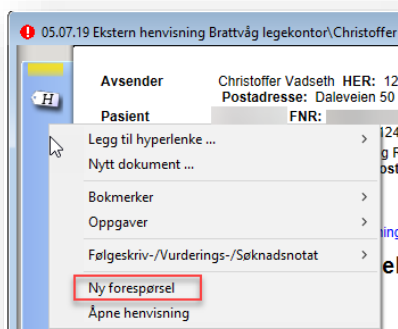 05.07.19 Ekstern henvisning Brattvåg legekontor\Christoffer
Avsender Christoffer Vadseth HER: 12
Postadresse: Daleveien 50
H
Pasient FNR:
Legg til hyperlenke ... > 124
Nytt dokument ...
Bokmerker >
Oppgaver >
Følgeskriv-/Vurderings-/Søknadsnotat >
Ny forespørsel
Åpne henvisning